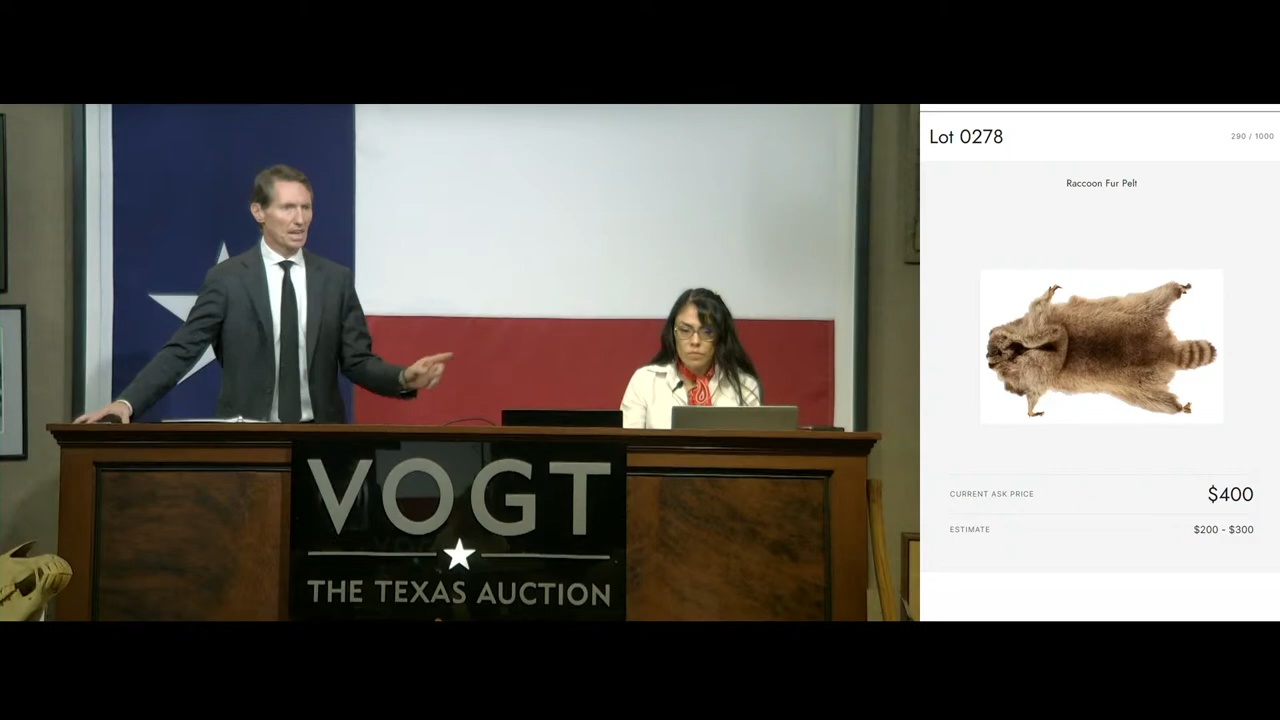 Lot 0278
290 / 1000
Raccoon Fur Pelt
CURRENT ASK PRICE
$400
ESTIMATE
$200 - $300
VOGT
THE TEXAS AUCTION